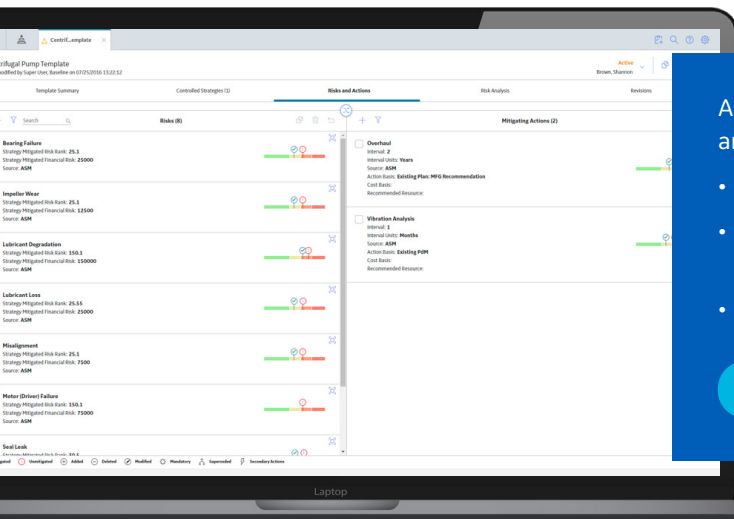 Centrif...emplate ×
rifugal Pump Template
modified by Super User, Baseline on 07/25/2016 13:22:12
Active
Brown, Shannon
Template Summary
Controlled Strategies (1)
Risks and Actions
Risk Analysis
Revisions
Search
Risks (8)
Mitigating Actions (2)
Bearing Failure
Strategy Mitigated Risk Rank: 25.1
Strategy Mitigated Financial Risk: 25000
Source: ASM
Impeller Wear
Strategy Mitigated Risk Rank: 25.1
Strategy Mitigated Financial Risk: 12500
Source: ASM
Lubricant Degradation
Strategy Mitigated Risk Rank: 150.1
Strategy Mitigated Financial Risk: 150000
Source: ASM
Lubricant Loss
Strategy Mitigated Risk Rank: 25.55
Strategy Mitigated Financial Risk: 25000
Source: ASM
Misalignment
Strategy Mitigated Risk Rank: 25.1
Strategy Mitigated Financial Risk: 7500
Source: ASM
Motor (Driver) Failure
Strategy Mitigated Risk Rank: 150.1
Strategy Mitigated Financial Risk: 75000
Source: ASM
Seal Leak
Overhaul
Interval: 2
Interval Units: Years
Source: ASM
Action Basis: Existing Plan: MFG Recommendation
Cost Basis:
Recommended Resource:
Vibration Analysis
Interval: 1
Interval Units: Months
Source: ASM
Action Basis: Existing PdM
Cost Basis:
Recommended Resource:
igated Unmitigated Added Deleted Modified Mandatory Superseded Secondary Actions
A
an
Laptop